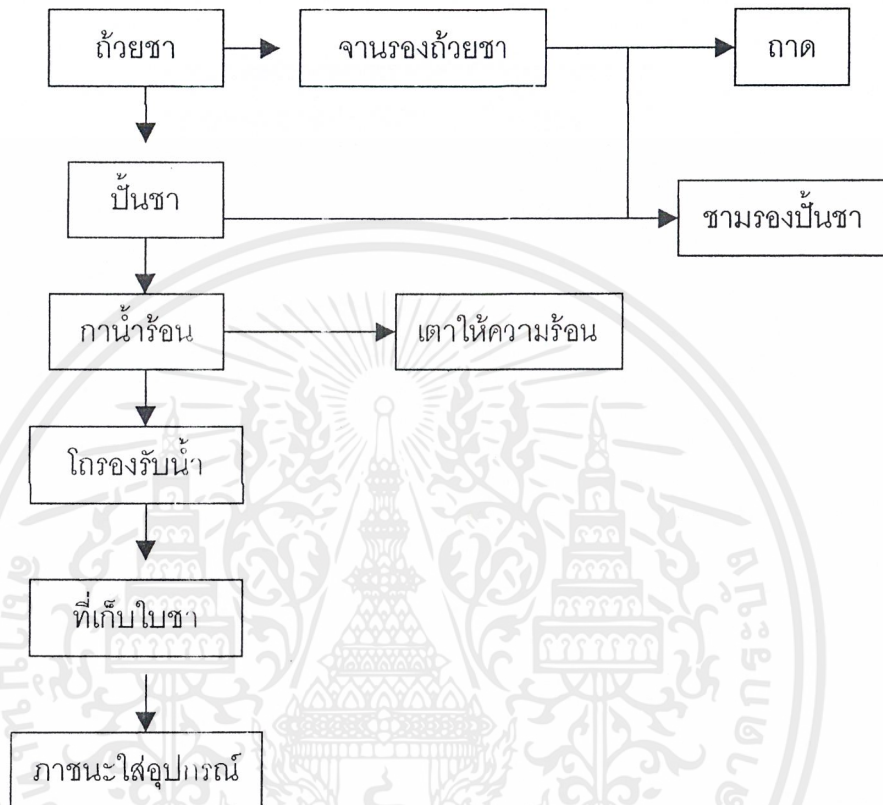 ถ้วยชา
จานรองถ้วยชา
ถาด
ปั้นชา
ชามรองปั้นชา
กาน้ำร้อน
เตาให้ความร้อน
โถรองรับน้ำ
ที่เก็บใบชา
ภาชนะใส่อุปกรณ์